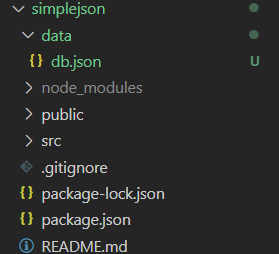 simplejson
data
{} db.json U
node_modules
public
src
.gitignore
{} package-lock.json
{} package.json
README.md